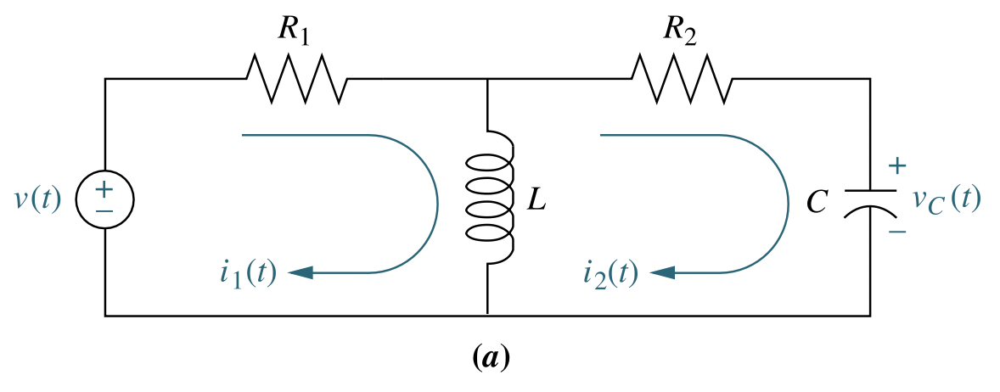 R1 R2
+ − v(t) L C + vC(t) −
i1(t) i2(t)
(a)